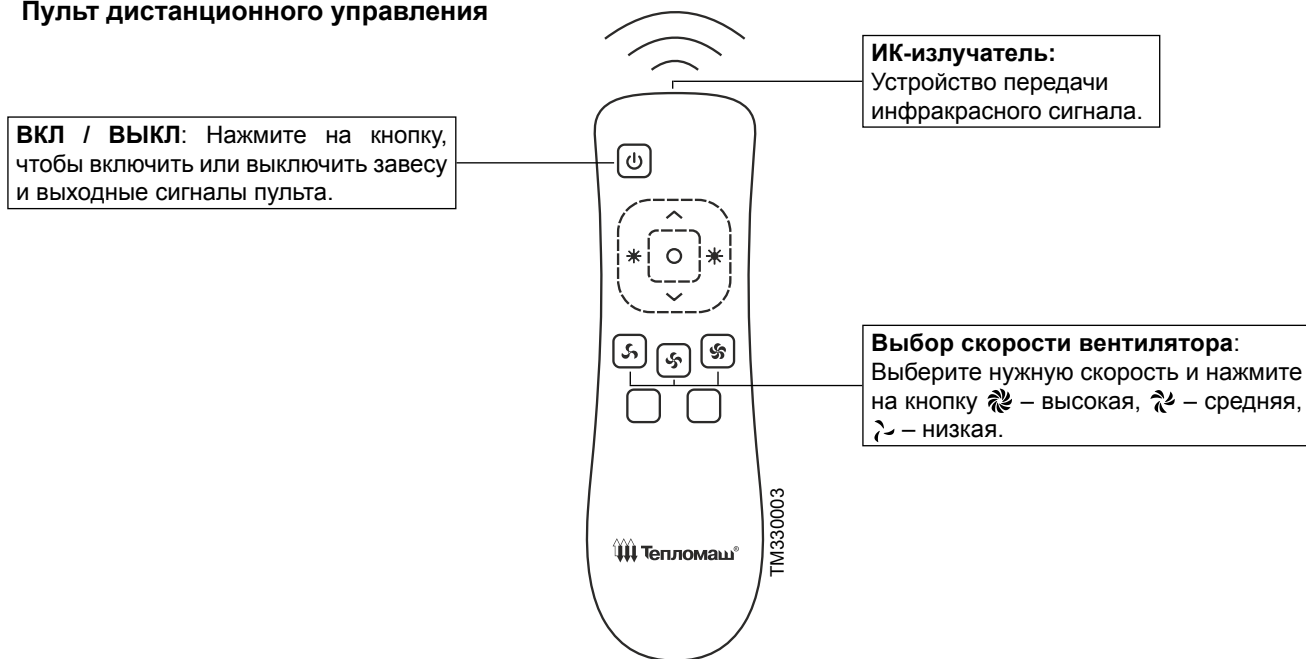 Пульт дистанционного управления
ИК-излучатель:
Устройство передачи
инфракрасного сигнала.
ВКЛ / ВЫКЛ: Нажмите на кнопку,
чтобы включить или выключить завесу
и выходные сигналы пульта.
Выбор скорости вентилятора:
Выберите нужную скорость и нажмите
на кнопку – высокая, – средняя,
– низкая.
TM330003
Тепломаш®